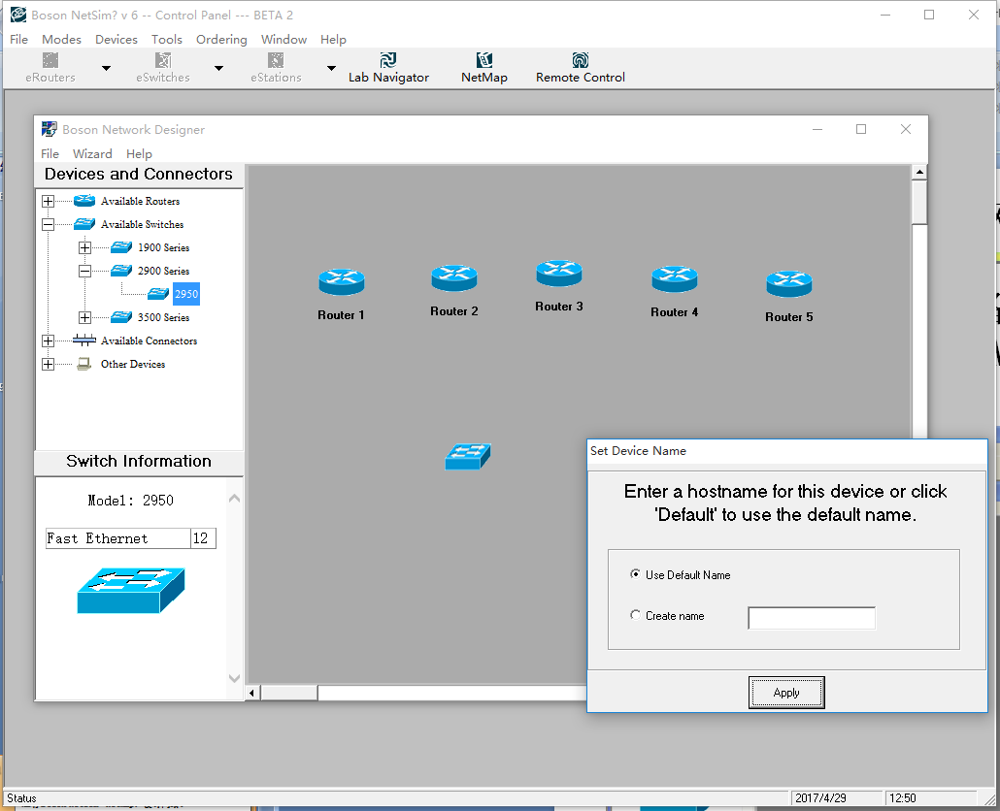 Boson NetSim? v 6 -- Control Panel --- BETA 2
File Modes Devices Tools Ordering Window Help
eRouters eSwitches eStations Lab Navigator NetMap Remote Control
Boson Network Designer
File Wizard Help
Devices and Connectors
Available Routers
Available Switches
1900 Series
2900 Series
2950
3500 Series
Available Connectors
Other Devices
Router 1
Router 2
Router 3
Router 4
Router 5
Switch Information
Model: 2950
Fast Ethernet 12
Set Device Name
Enter a hostname for this device or click
'Default' to use the default name.
Use Default Name
Create name
Apply
Status 2017/4/29 12:50